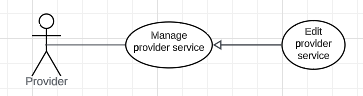 Provider
Manage
provider service
Edit
provider
service